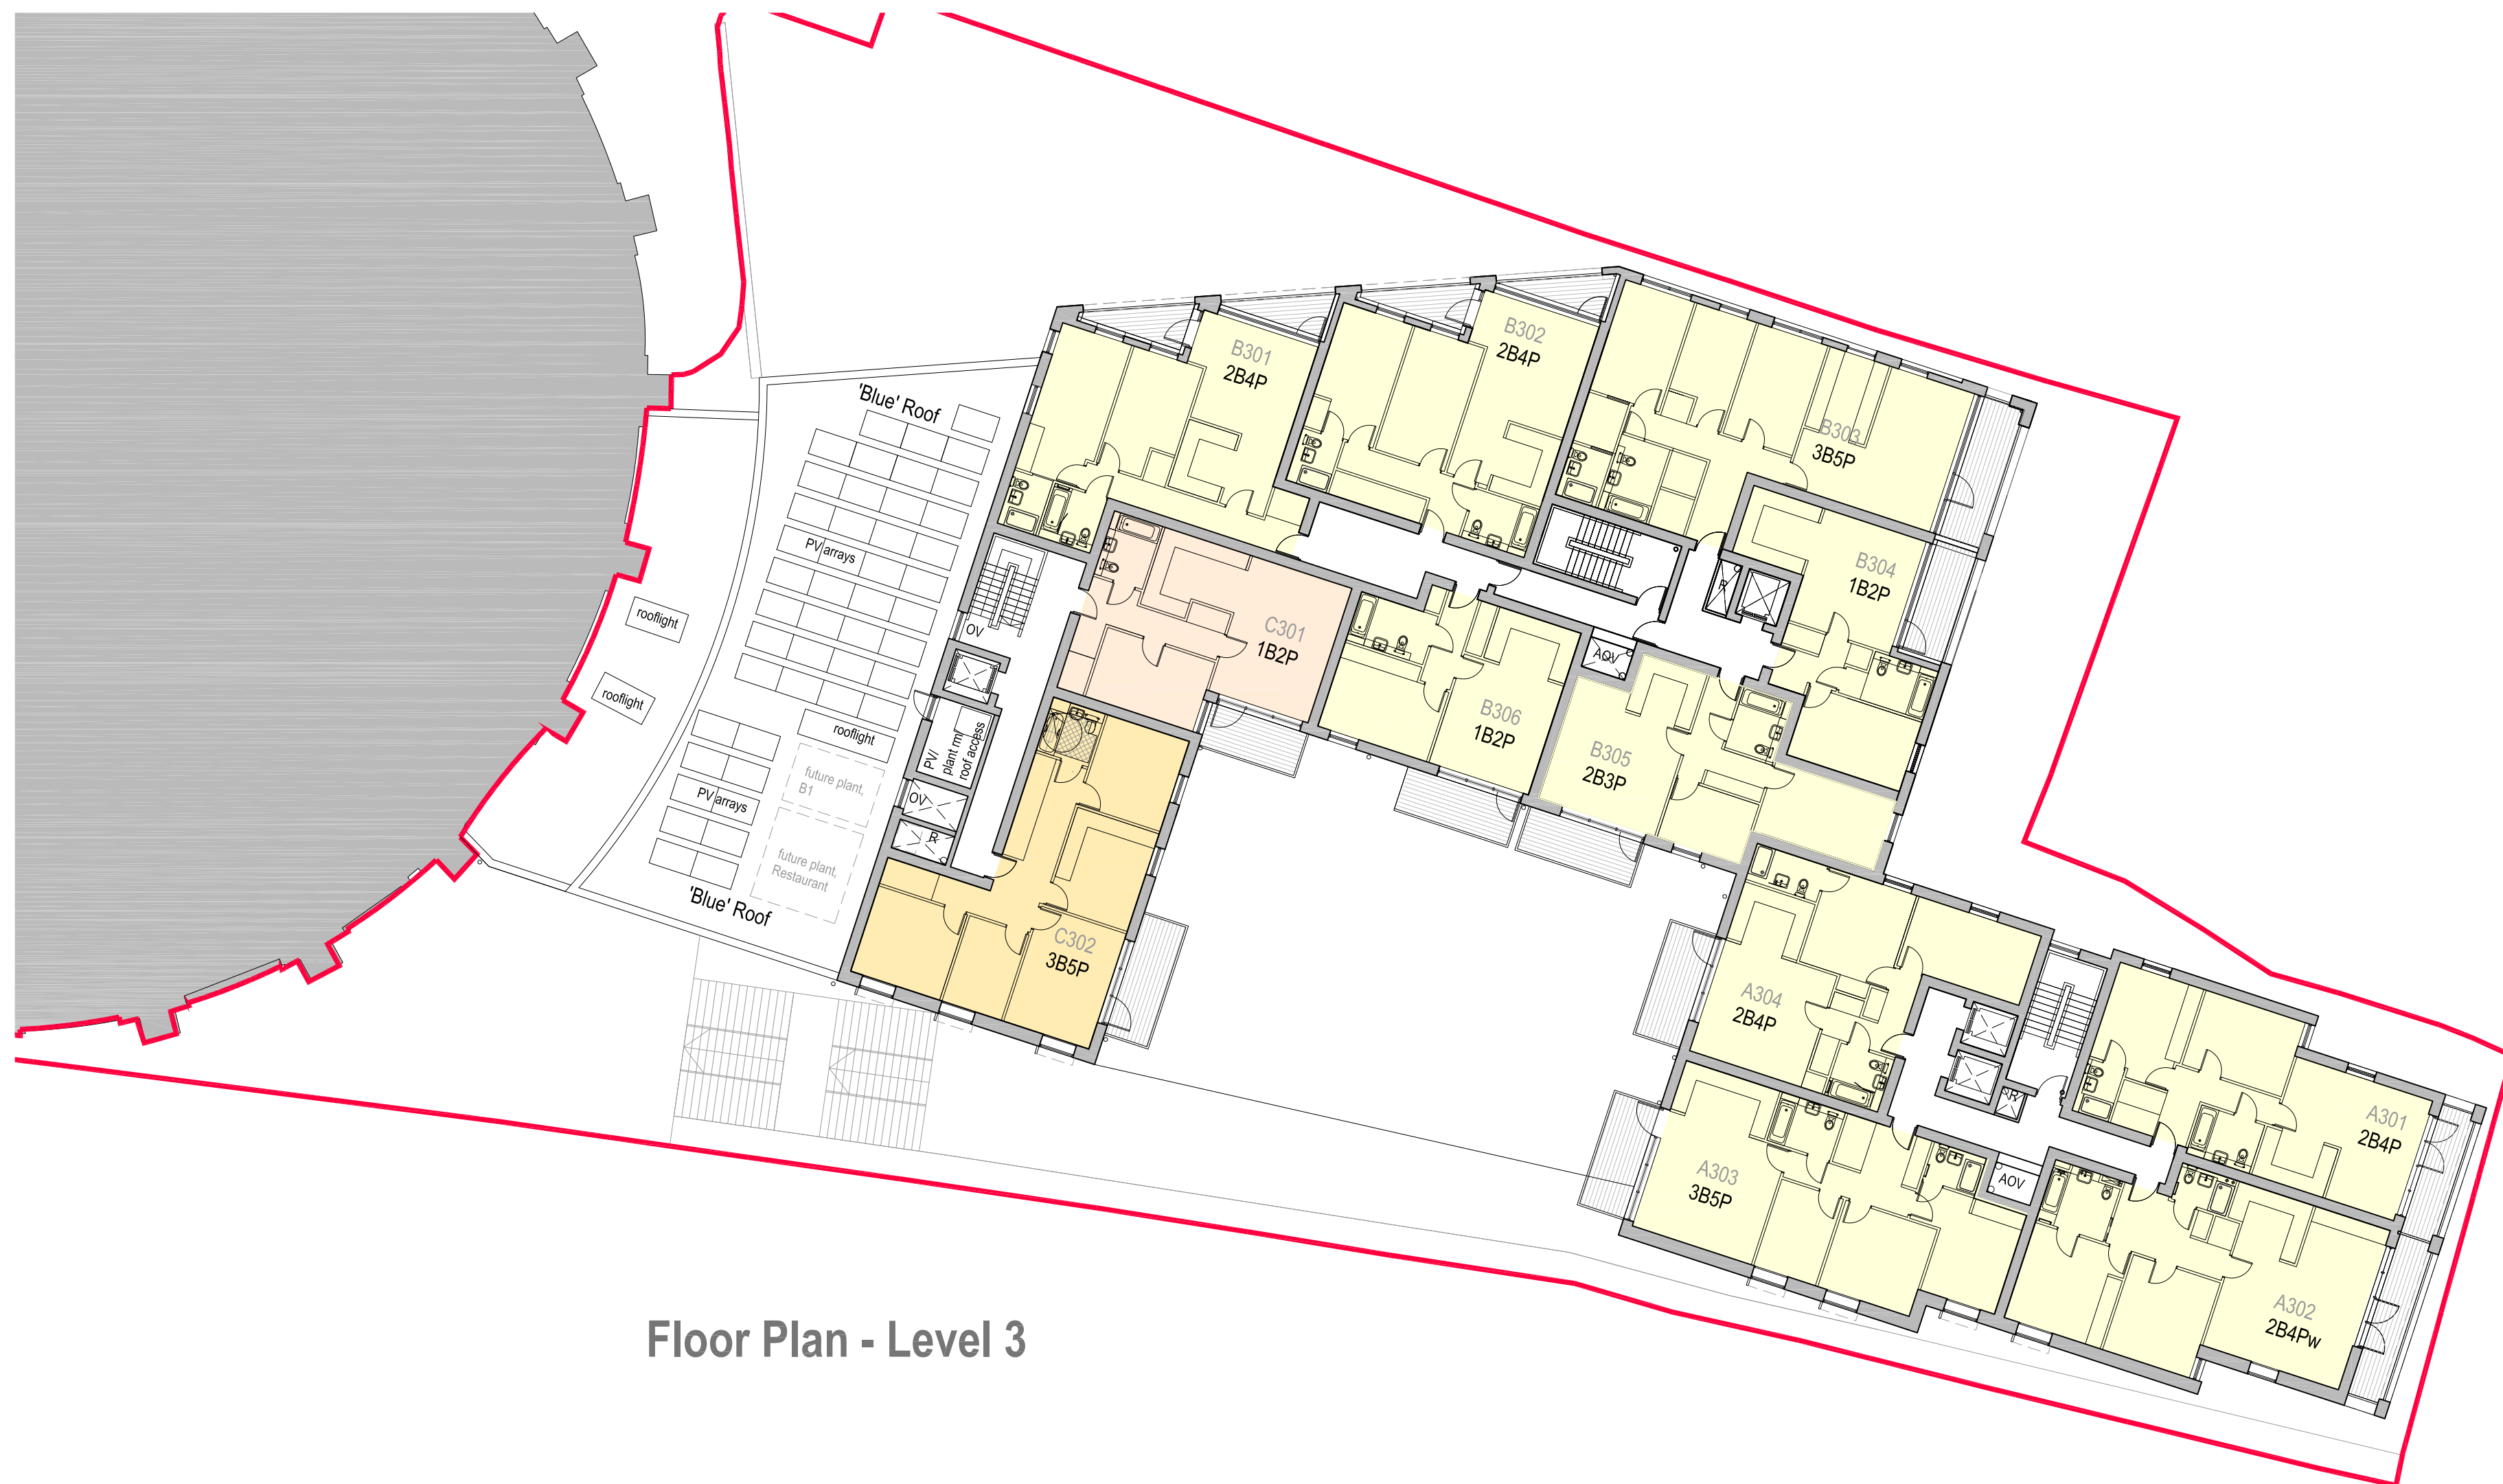 B301
2B4P
B302
2B4P
B303
3B5P
B304
1B2P
C301
1B2P
B306
1B2P
B305
2B3P
C302
3B5P
A304
2B4P
A303
3B5P
A301
2B4P
A302
2B4Pw
'Blue' Roof
PV arrays
rooflight
rooflight
rooflight
PV arrays
future plant,
B1
future plant,
Restaurant
'Blue' Roof
OV
PV/
plant rm/
roof access
OV
R
R
AOV
R
AOV
Floor Plan - Level 3